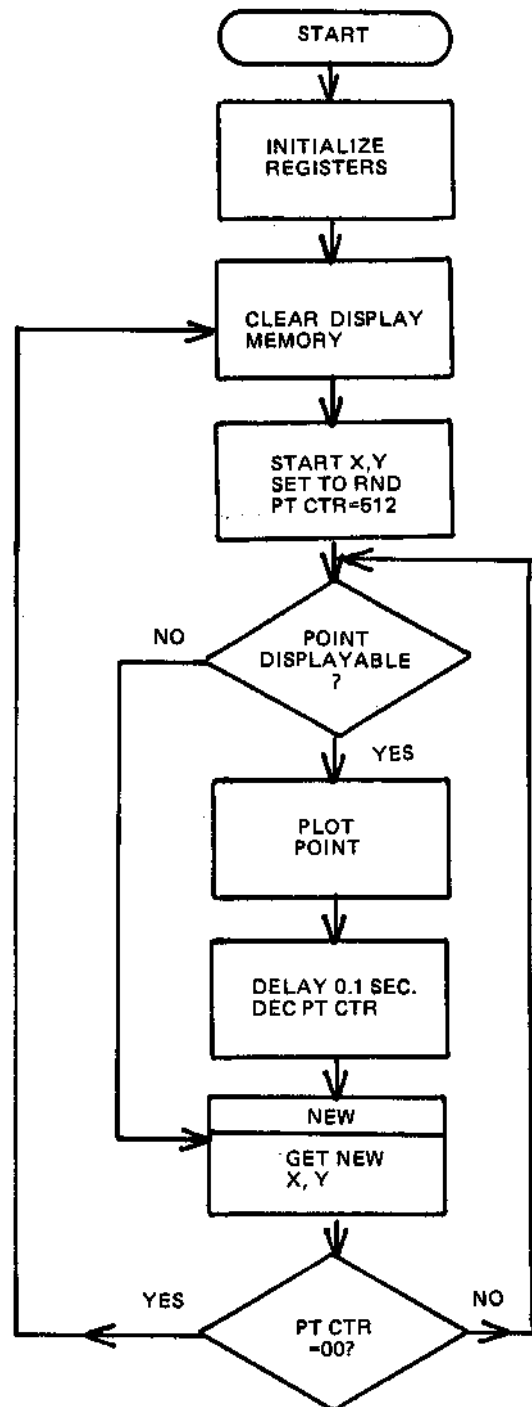 START
INITIALIZE
REGISTERS
CLEAR DISPLAY
MEMORY
START X,Y
SET TO RND
PT CTR=512
NO
POINT
DISPLAYABLE
?
YES
PLOT
POINT
DELAY 0.1 SEC.
DEC PT CTR
NEW
GET NEW
X, Y
YES
NO
PT CTR
=00?